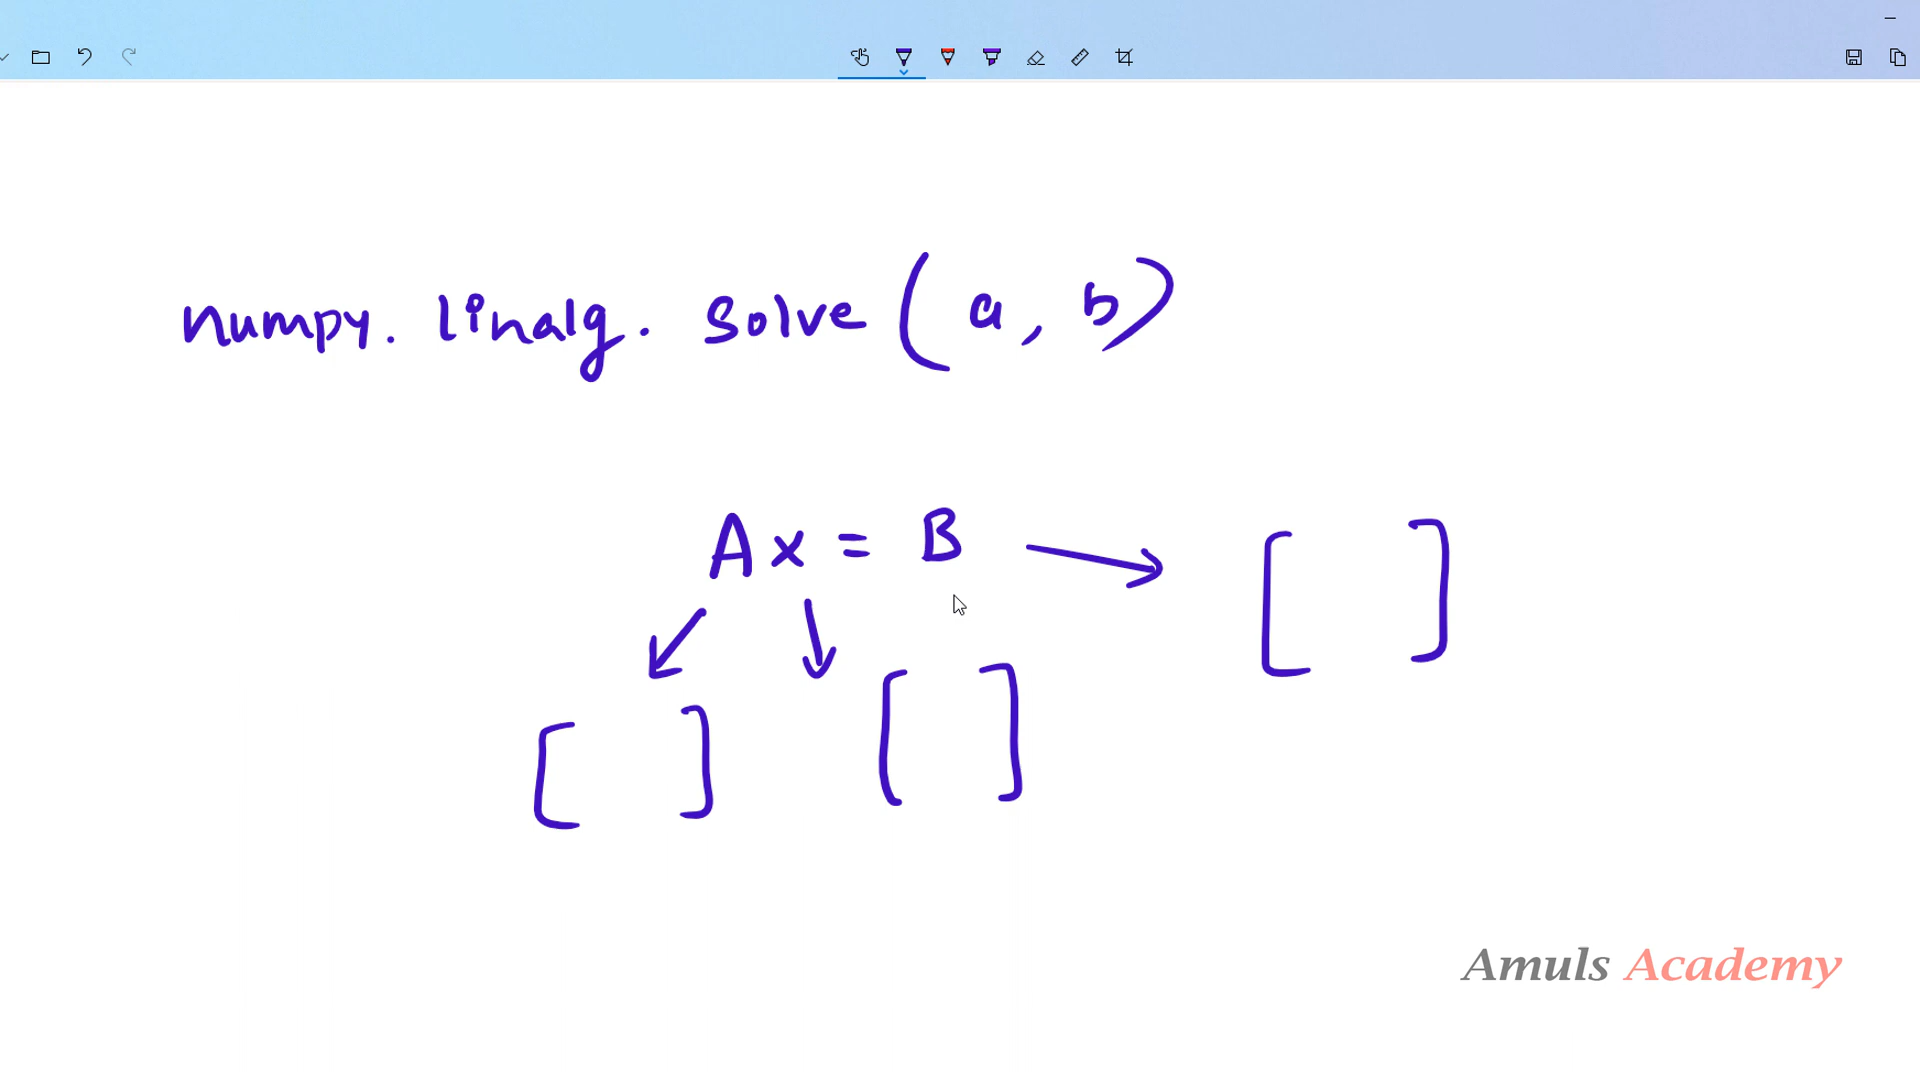 numpy. linalg. solve (a, b)
Ax = B
[ ]
[ ]
[ ]
Amuls Academy